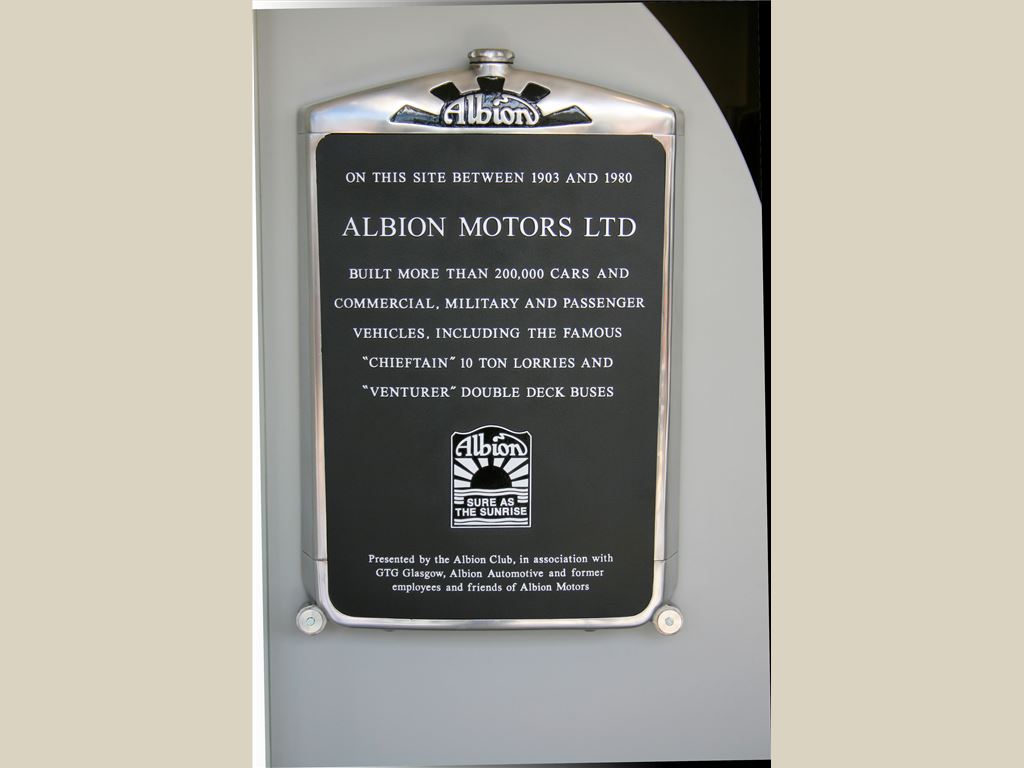 Albion
ON THIS SITE BETWEEN 1903 AND 1980
ALBION MOTORS LTD
BUILT MORE THAN 200,000 CARS AND
COMMERCIAL, MILITARY AND PASSENGER
VEHICLES, INCLUDING THE FAMOUS
"CHIEFTAIN" 10 TON LORRIES AND
"VENTURER" DOUBLE DECK BUSES
Albion
SURE AS
THE SUNRISE
Presented by the Albion Club, in association with
GTG Glasgow, Albion Automotive and former
employees and friends of Albion Motors